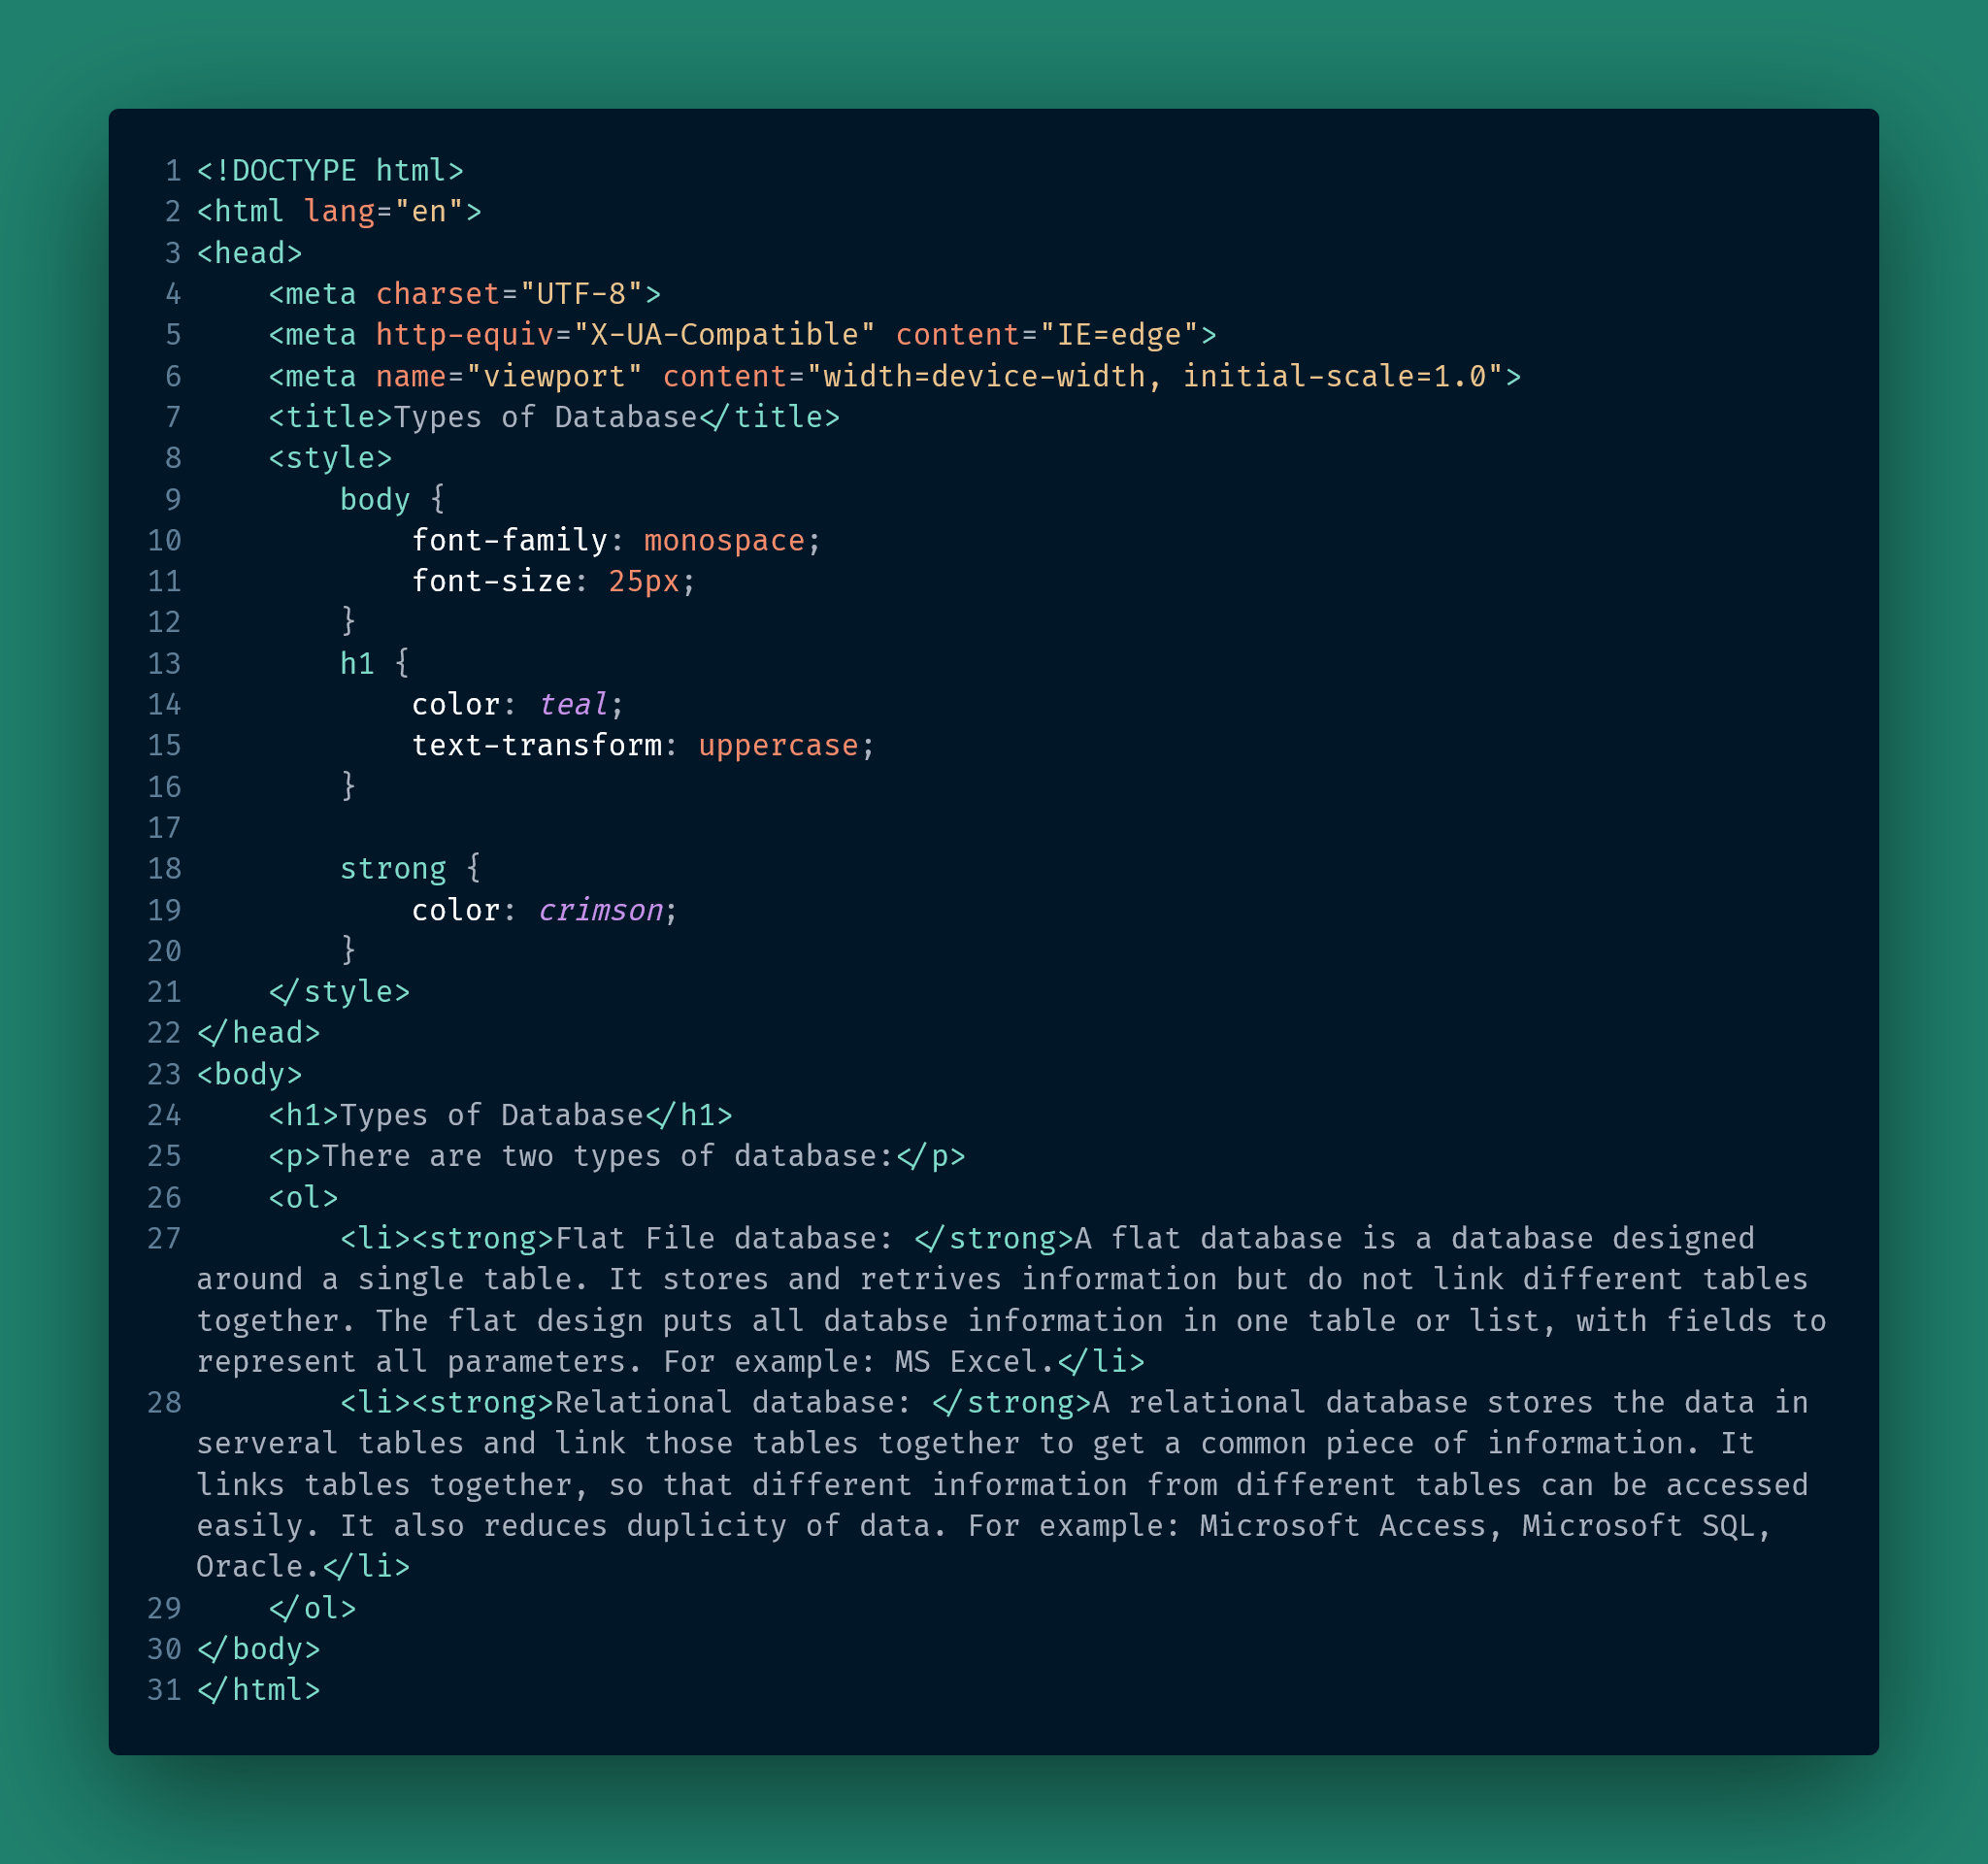 1 <!DOCTYPE html>
2 <html lang="en">
3 <head>
4     <meta charset="UTF-8">
5     <meta http-equiv="X-UA-Compatible" content="IE=edge">
6     <meta name="viewport" content="width=device-width, initial-scale=1.0">
7     <title>Types of Database</title>
8     <style>
9         body {
10             font-family: monospace;
11             font-size: 25px;
12         }
13         h1 {
14             color: teal;
15             text-transform: uppercase;
16         }
17
18         strong {
19             color: crimson;
20         }
21     </style>
22 </head>
23 <body>
24     <h1>Types of Database</h1>
25     <p>There are two types of database:</p>
26     <ol>
27         <li><strong>Flat File database: </strong>A flat database is a database designed
around a single table. It stores and retrives information but do not link different tables
together. The flat design puts all databse information in one table or list, with fields to
represent all parameters. For example: MS Excel.</li>
28         <li><strong>Relational database: </strong>A relational database stores the data in
serveral tables and link those tables together to get a common piece of information. It
links tables together, so that different information from different tables can be accessed
easily. It also reduces duplicity of data. For example: Microsoft Access, Microsoft SQL,
Oracle.</li>
29     </ol>
30 </body>
31 </html>